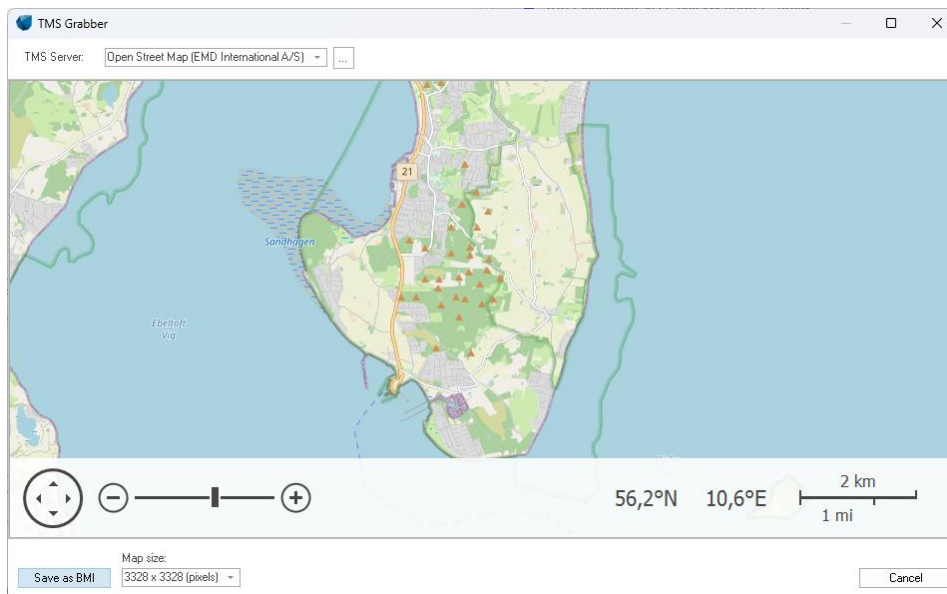 TMS Grabber
TMS Server: Open Street Map (EMD International A/S) ...
21
Sandhagen
Ebeltoft
Vig
56,2°N 10,6°E 2 km
1 mi
Map size:
Save as BMI 3328 x 3328 (pixels) Cancel